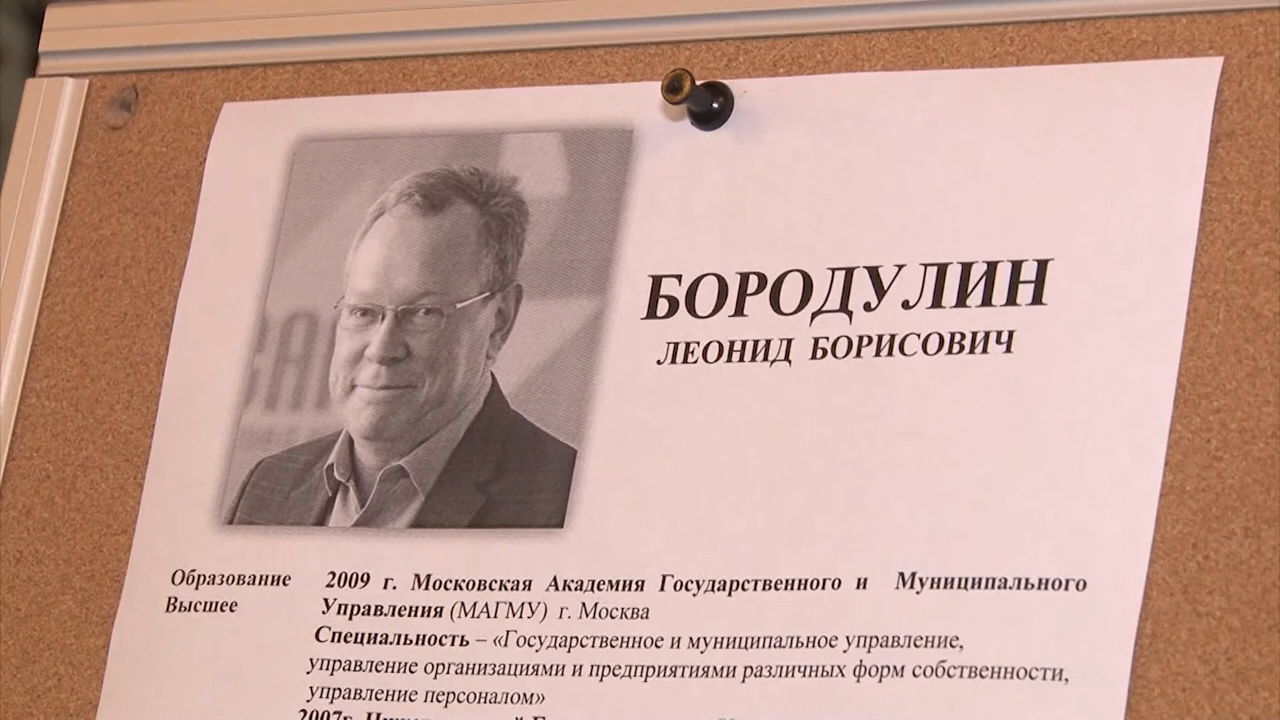 БОРОДУЛИН
ЛЕОНИД БОРИСОВИЧ
Образование
Высшее
2009 г. Московская Академия Государственного и Муниципального
Управления (МАГМУ) г. Москва
Специальность – «Государственное и муниципальное управление,
управление организациями и предприятиями различных форм собственности,
управление персоналом»
2007г.